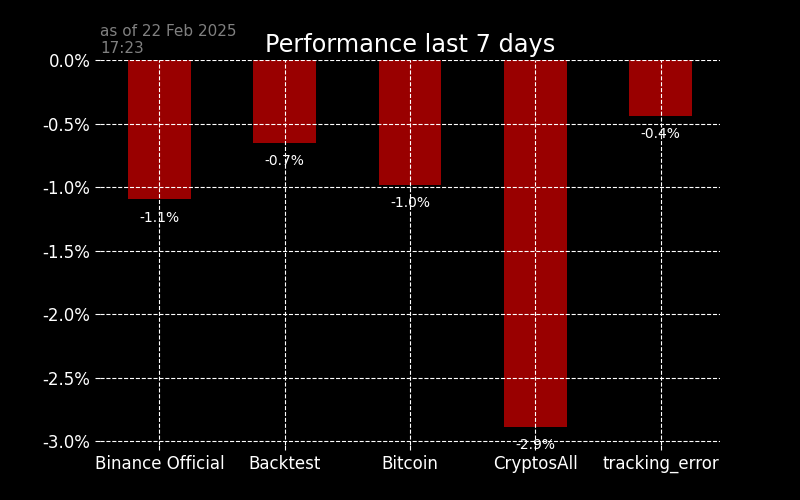 as of 22 Feb 2025
17:23
Performance last 7 days
0.0%
-0.5%
-1.0%
-1.5%
-2.0%
-2.5%
-3.0%
-1.1%
-0.7%
-1.0%
-2.9%
-0.4%
Binance Official
Backtest
Bitcoin
CryptosAll
tracking_error